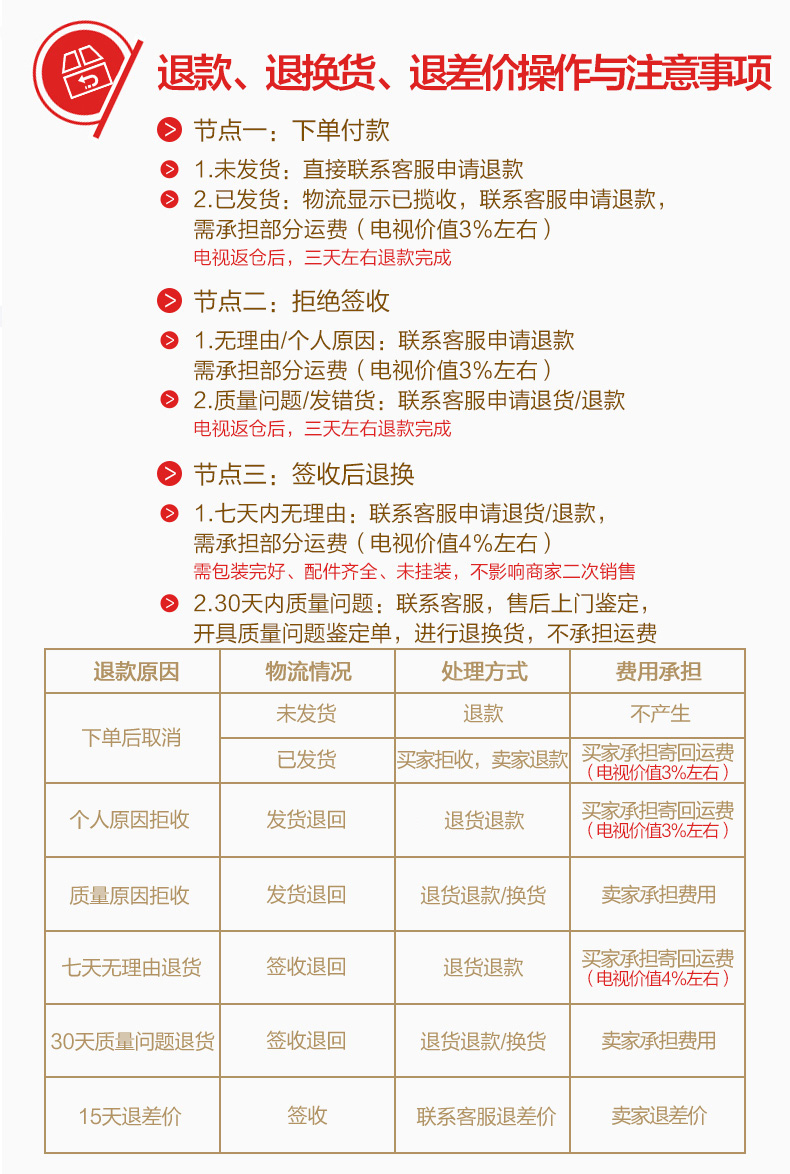 退款、退换货、退差价操作与注意事项
节点一：下单付款
1.未发货：直接联系客服申请退款
2.已发货：物流显示已揽收，联系客服申请退款，
需承担部分运费（电视价值3%左右）
电视返仓后，三天左右退款完成
节点二：拒绝签收
1.无理由/个人原因：联系客服申请退款
需承担部分运费（电视价值3%左右）
2.质量问题/发错货：联系客服申请退货/退款
电视返仓后，三天左右退款完成
节点三：签收后退换
1.七天内无理由：联系客服申请退货/退款，
需承担部分运费（电视价值4%左右）
需包装完好、配件齐全、未挂装，不影响商家二次销售
2.30天内质量问题：联系客服，售后上门鉴定，
开具质量问题鉴定单，进行退换货，不承担运费
退款原因 物流情况 处理方式 费用承担
下单后取消 未发货 退款 不产生
已发货 买家拒收，卖家退款 买家承担寄回运费
（电视价值3%左右）
个人原因拒收 发货退回 退货退款 买家承担寄回运费
（电视价值3%左右）
质量原因拒收 发货退回 退货退款/换货 卖家承担费用
七天无理由退货 签收退回 退货退款 买家承担寄回运费
（电视价值4%左右）
30天质量问题退货 签收退回 退货退款/换货 卖家承担费用
15天退差价 签收 联系客服退差价 卖家退差价